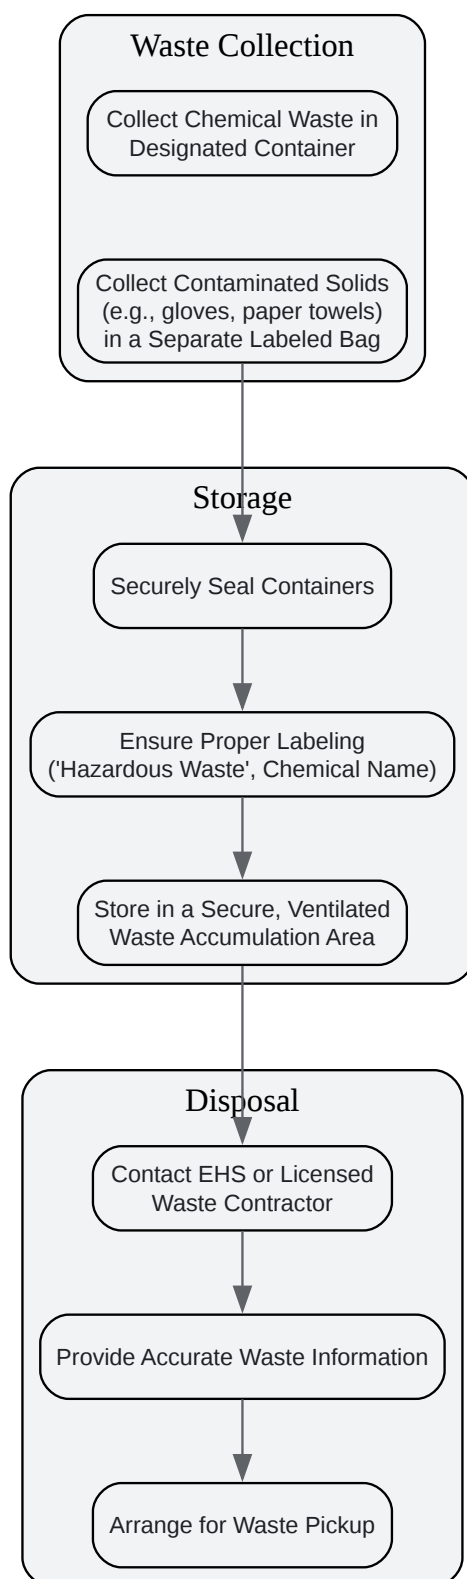 Waste Collection
Collect Chemical Waste in
Designated Container
Collect Contaminated Solids
(e.g., gloves, paper towels)
in a Separate Labeled Bag
Storage
Securely Seal Containers
Ensure Proper Labeling
('Hazardous Waste', Chemical Name)
Store in a Secure, Ventilated
Waste Accumulation Area
Disposal
Contact EHS or Licensed
Waste Contractor
Provide Accurate Waste Information
Arrange for Waste Pickup